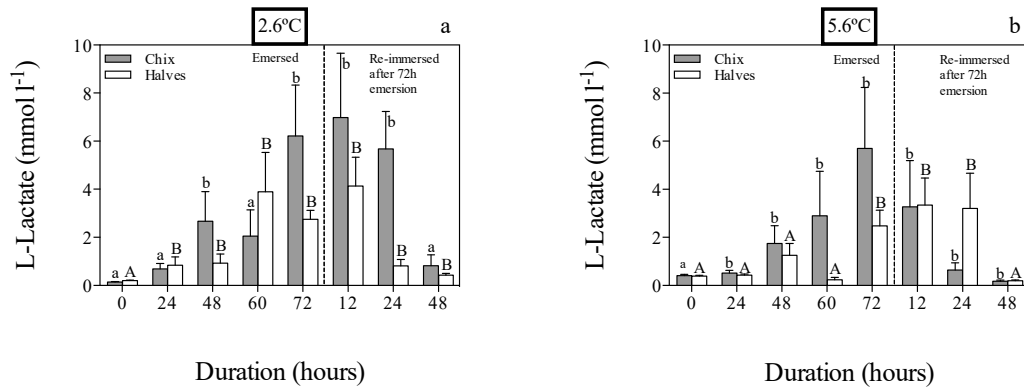 2.6ºC
a
L-Lactate (mmol l-1)
10
8
6
4
2
0
Chix
Halves
Emersed
Re-immersed
after 72h
emersion
a A
a B
b B
a B
b B
b B
b B
a B
0 24 48 60 72 12 24 48
Duration (hours)
5.6ºC
b
L-Lactate (mmol l-1)
10
8
6
4
2
0
Chix
Halves
Emersed
Re-immersed
after 72h
emersion
a A
b A
b A
b A
b B
b B
b B
b A
0 24 48 60 72 12 24 48
Duration (hours)